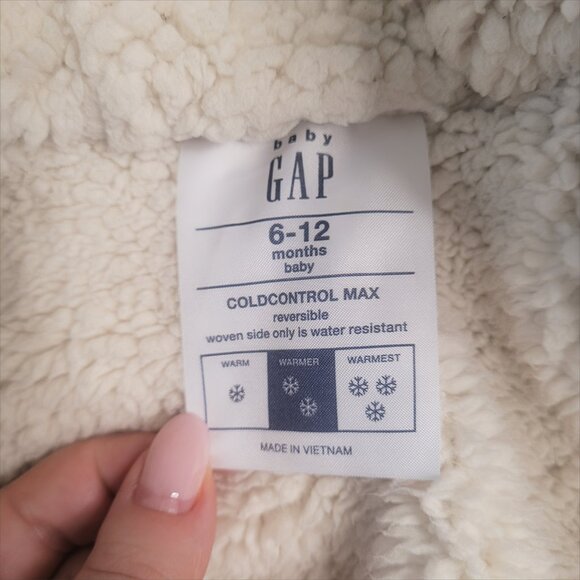 baby
GAP
6-12
months
baby
COLDCONTROL MAX
reversible
woven side only is water resistant
WARM WARMER WARMEST
MADE IN VIETNAM